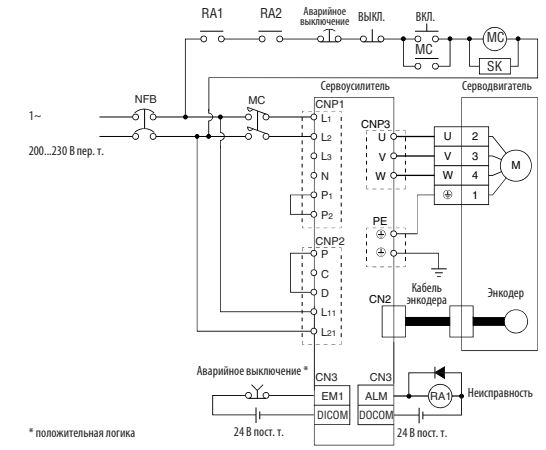 RA1 RA2 Аварийное выключение ВЫКЛ. ВКЛ.
MC
MC
SK
Сервоусилитель Серводвигатель
NFB MC CNP1
1~
200...230 В пер. т.
L1
L2
L3
N
P1
P2
CNP3
U
V
W
U 2
V 3
W 4
1
M
PE
CNP2
P
C
D
L11
L21
CN2
Кабель энкодера
Энкодер
Аварийное выключение *
CN3 CN3
EM1 ALM
DICOM DOCOM
RA1
Неисправность
24 В пост. т. 24 В пост. т.
* положительная логика